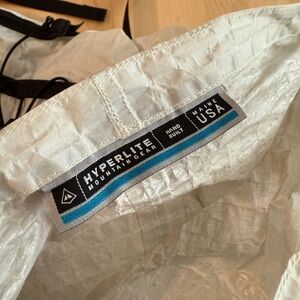 HYPERLITE
MOUNTAIN GEAR
HAND
BUILT
MAINE
USA